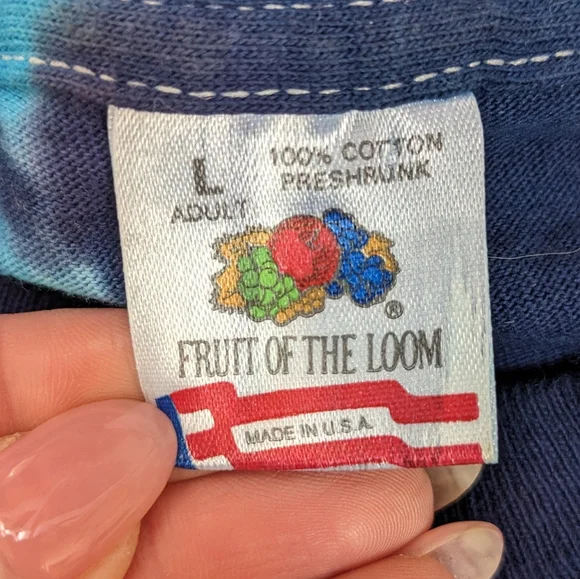 L
ADULT
100% COTTON
PRESHRUNK
®
FRUIT OF THE LOOM
MADE IN U.S.A.